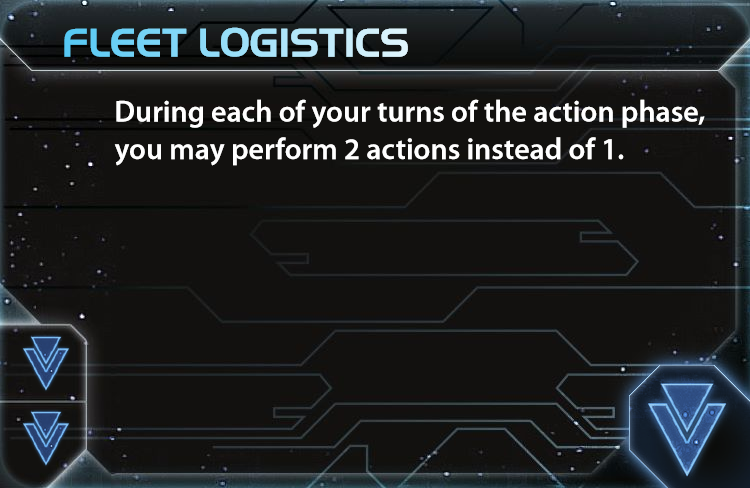 FLEET LOGISTICS
During each of your turns of the action phase,
you may perform 2 actions instead of 1.